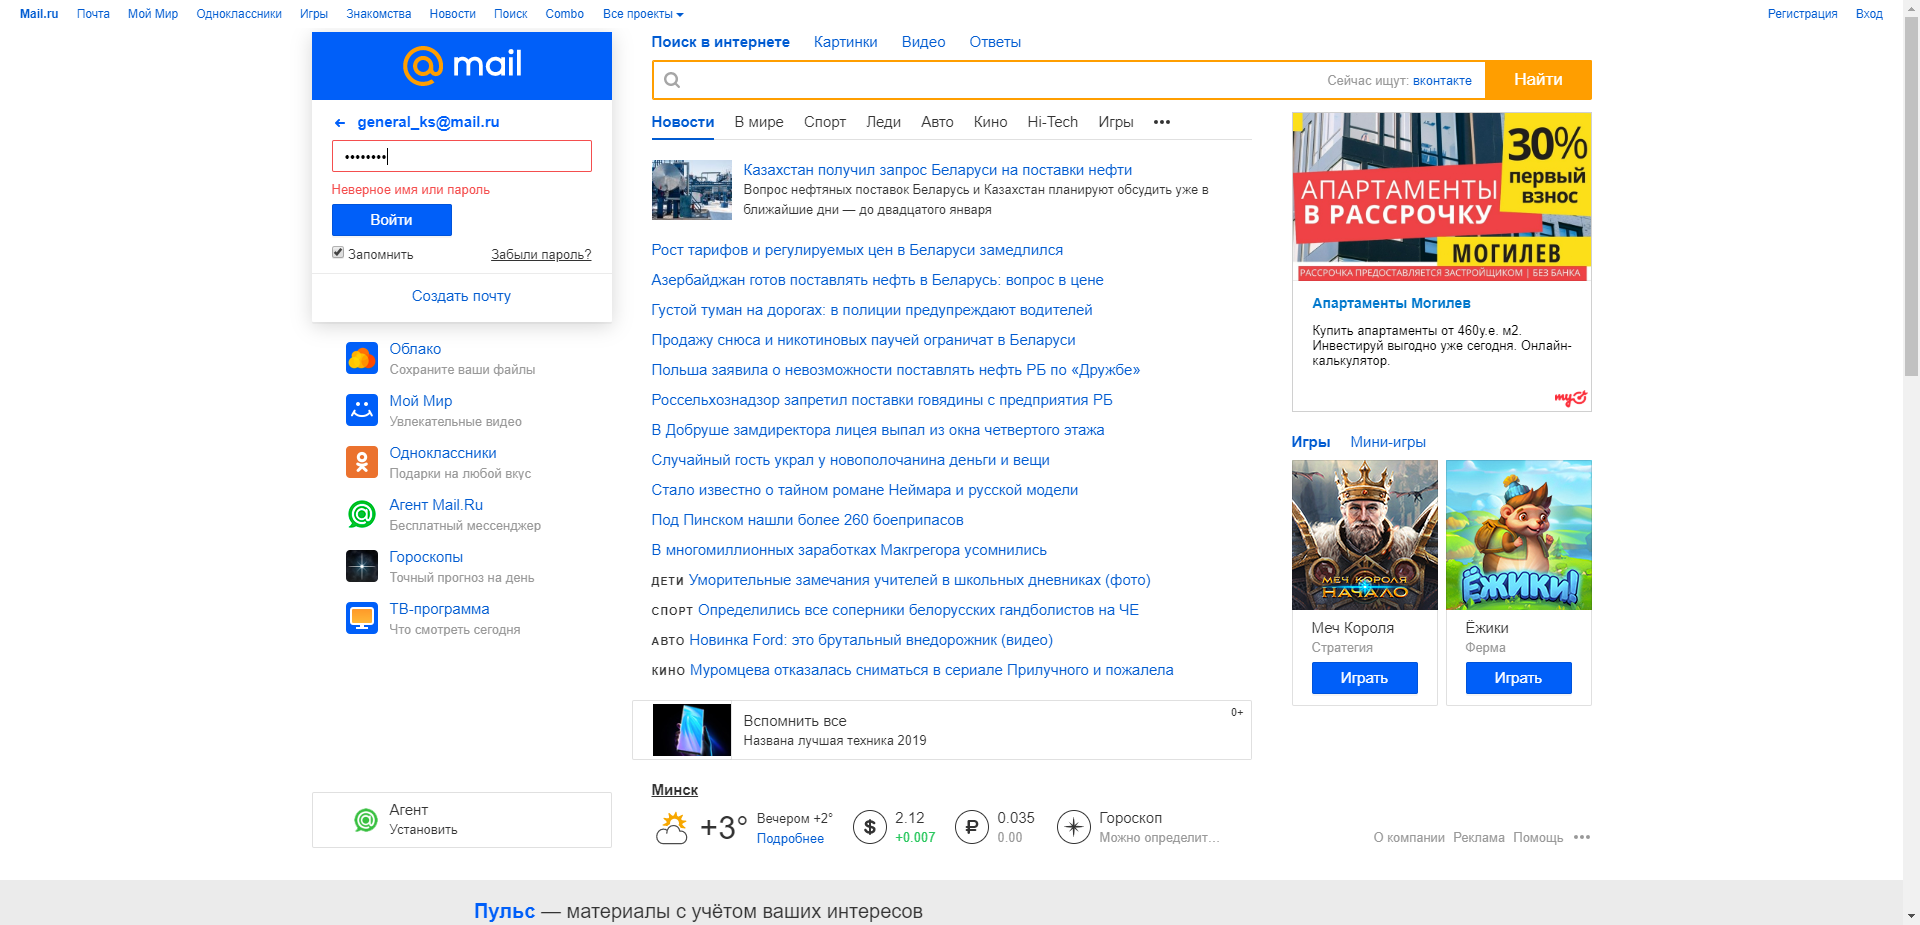 Mail.ru Почта Мой Мир Одноклассники Игры Знакомства Новости Поиск Combo Все проекты Регистрация Вход
@mail
general_ks@mail.ru
••••••••
Неверное имя или пароль
Войти
Запомнить Забыли пароль?
Создать почту
Облако
Сохраните ваши файлы
Мой Мир
Увлекательные видео
Одноклассники
Подарки на любой вкус
Агент Mail.Ru
Бесплатный мессенджер
Гороскопы
Точный прогноз на день
ТВ-программа
Что смотреть сегодня
Агент
Установить
Поиск в интернете Картинки Видео Ответы
Сейчас ищут: вконтакте Найти
Новости В мире Спорт Леди Авто Кино Hi-Tech Игры •••
Казахстан получил запрос Беларуси на поставки нефти
Вопрос нефтяных поставок Беларусь и Казахстан планируют обсудить уже в
ближайшие дни — до двадцатого января
Рост тарифов и регулируемых цен в Беларуси замедлился
Азербайджан готов поставлять нефть в Беларусь: вопрос в цене
Густой туман на дорогах: в полиции предупреждают водителей
Продажу снюса и никотиновых паучей ограничат в Беларуси
Польша заявила о невозможности поставлять нефть РБ по «Дружбе»
Россельхознадзор запретил поставки говядины с предприятия РБ
В Добруше замдиректора лицея выпал из окна четвертого этажа
Случайный гость украл у новополочанина деньги и вещи
Стало известно о тайном романе Неймара и русской модели
Под Пинском нашли более 260 боеприпасов
В многомиллионных заработках Макгрегора усомнились
ДЕТИ Уморительные замечания учителей в школьных дневниках (фото)
СПОРТ Определились все соперники белорусских гандболистов на ЧЕ
АВТО Новинка Ford: это брутальный внедорожник (видео)
КИНО Муромцева отказалась сниматься в сериале Прилучного и пожалела
Вспомнить все 0+
Названа лучшая техника 2019
Минск
+3° Вечером +2° Подробнее
$ 2.12 +0.007
₽ 0.035 0.00
Гороскоп
Можно определит...
30%
первый
взнос
АПАРТАМЕНТЫ
В РАССРОЧКУ
МОГИЛЕВ
РАССРОЧКА ПРЕДОСТАВЛЯЕТСЯ ЗАСТРОЙЩИКОМ | БЕЗ БАНКА
Апартаменты Могилев
Купить апартаменты от 460у.е. м2.
Инвестируй выгодно уже сегодня. Онлайн-
калькулятор.
Игры Мини-игры
МЕЧ КОРОЛЯ
НАЧАЛО
ЁЖИКИ!
Меч Короля
Стратегия
Играть
Ёжики
Ферма
Играть
О компании Реклама Помощь •••
Пульс — материалы с учётом ваших интересов